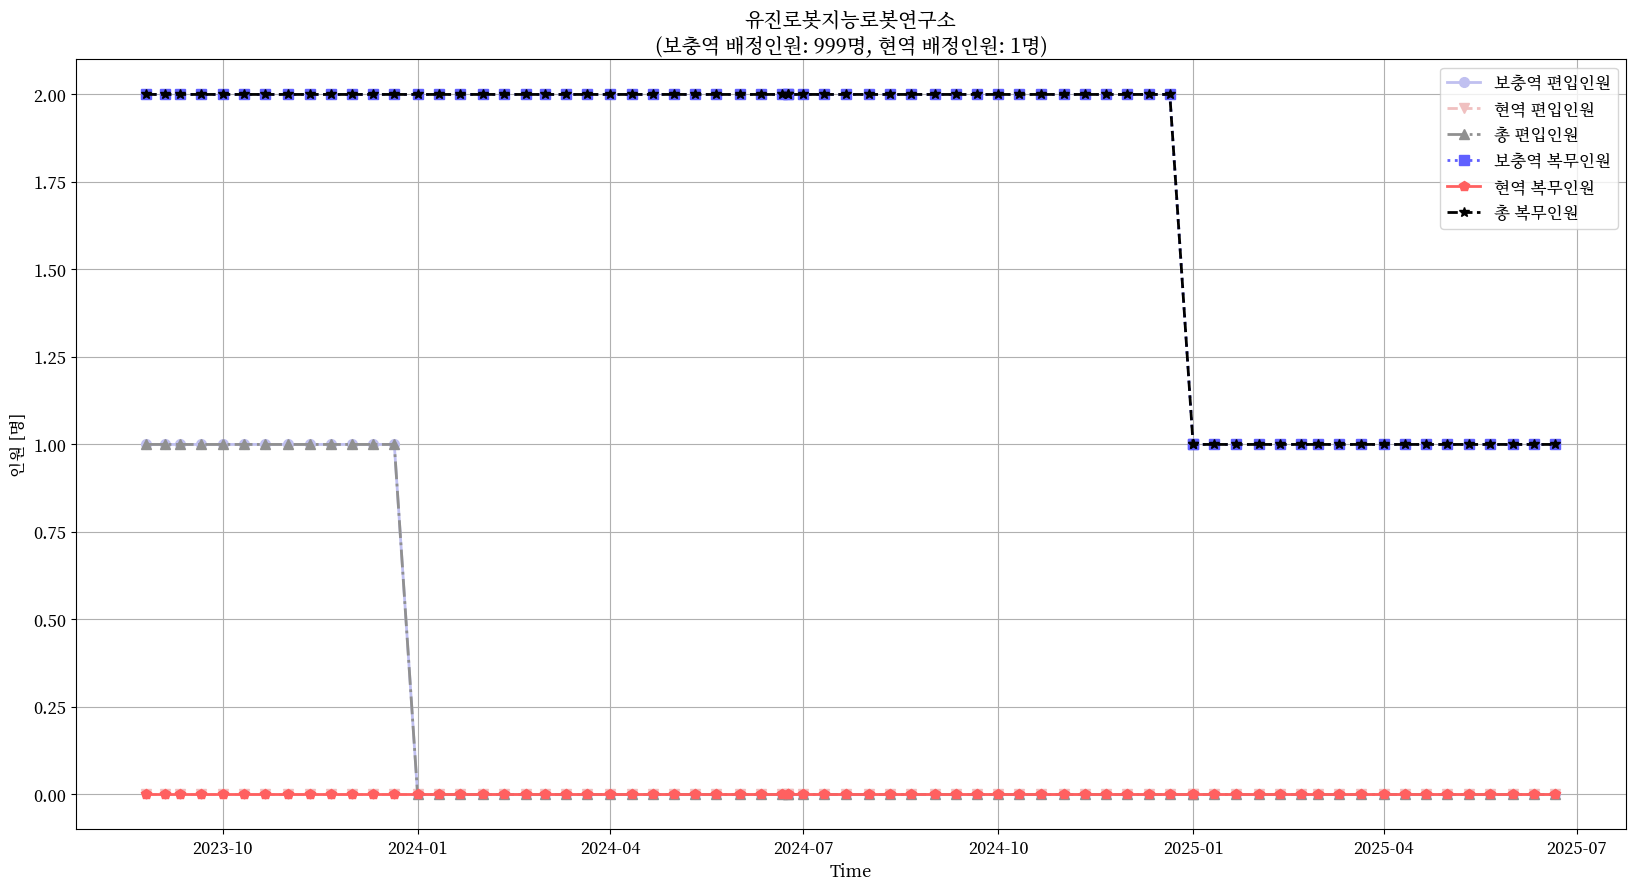 유진로봇지능로봇연구소
(보충역 배정인원: 999명, 현역 배정인원: 1명)
보충역 편입인원
현역 편입인원
총 편입인원
보충역 복무인원
현역 복무인원
총 복무인원
2.00
1.75
1.50
1.25
1.00
0.75
0.50
0.25
0.00
인원 [명]
2023-10
2024-01
2024-04
2024-07
2024-10
2025-01
2025-04
2025-07
Time